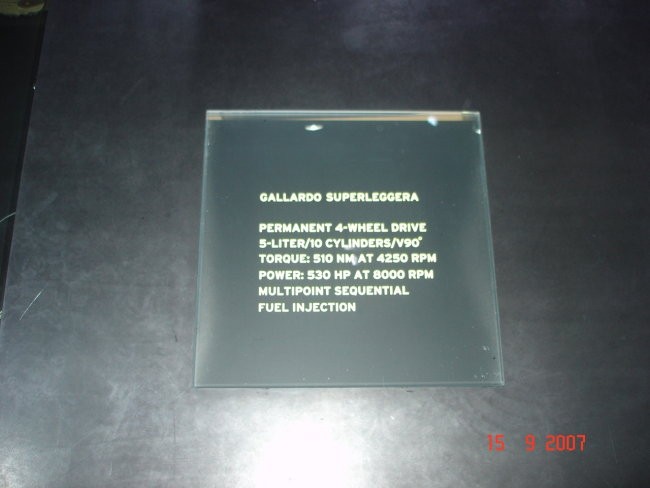 GALLARDO SUPERLEGGERA
PERMANENT 4-WHEEL DRIVE
5-LITER/10 CYLINDERS/V90°
TORQUE: 510 NM AT 4250 RPM
POWER: 530 HP AT 8000 RPM
MULTIPOINT SEQUENTIAL
FUEL INJECTION
15. 9 2007